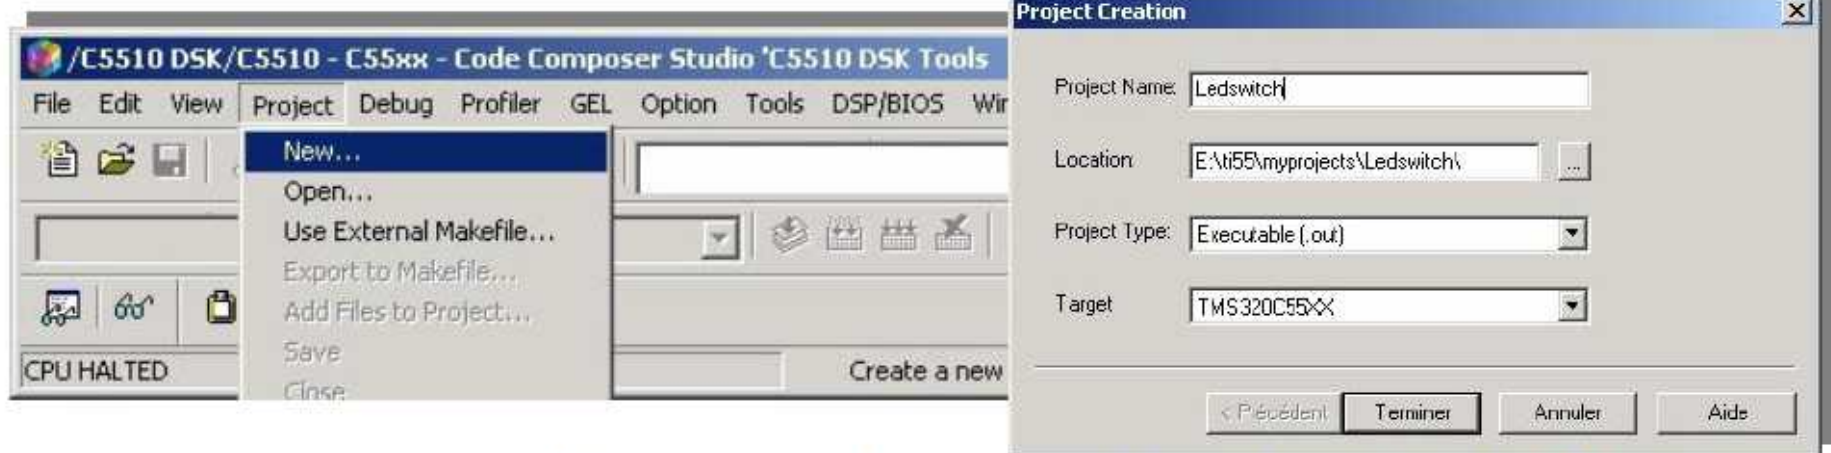 /C5510 DSK/C5510 - C55xx - Code Composer Studio 'C5510 DSK Tools
File Edit View Project Debug Profiler GEL Option Tools DSP/BIOS Wir
New...
Open...
Use External Makefile...
Export to Makefile...
Add Files to Project...
Save
Close
CPU HALTED
Create a new
Project Creation
Project Name: Ledswitch
Location E:\ti55\myprojects\Ledswitch\
...
Project Type: Executable (.out)
Target TMS320C55XX
< Précédent Terminer Annuler Aide